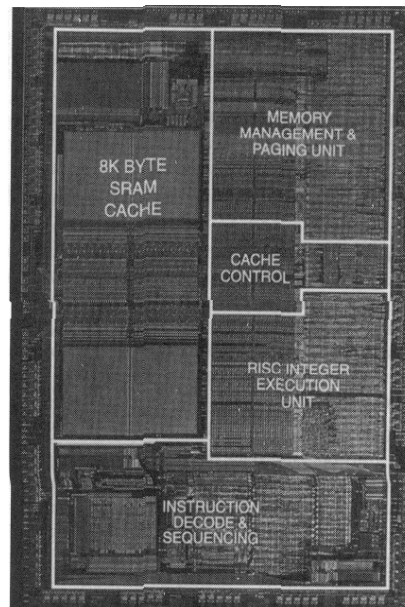 8K BYTE
SRAM
CACHE
MEMORY
MANAGEMENT &
PAGING UNIT
CACHE
CONTROL
RISC INTEGER
EXECUTION
UNIT
INSTRUCTION
DECODE &
SEQUENCING